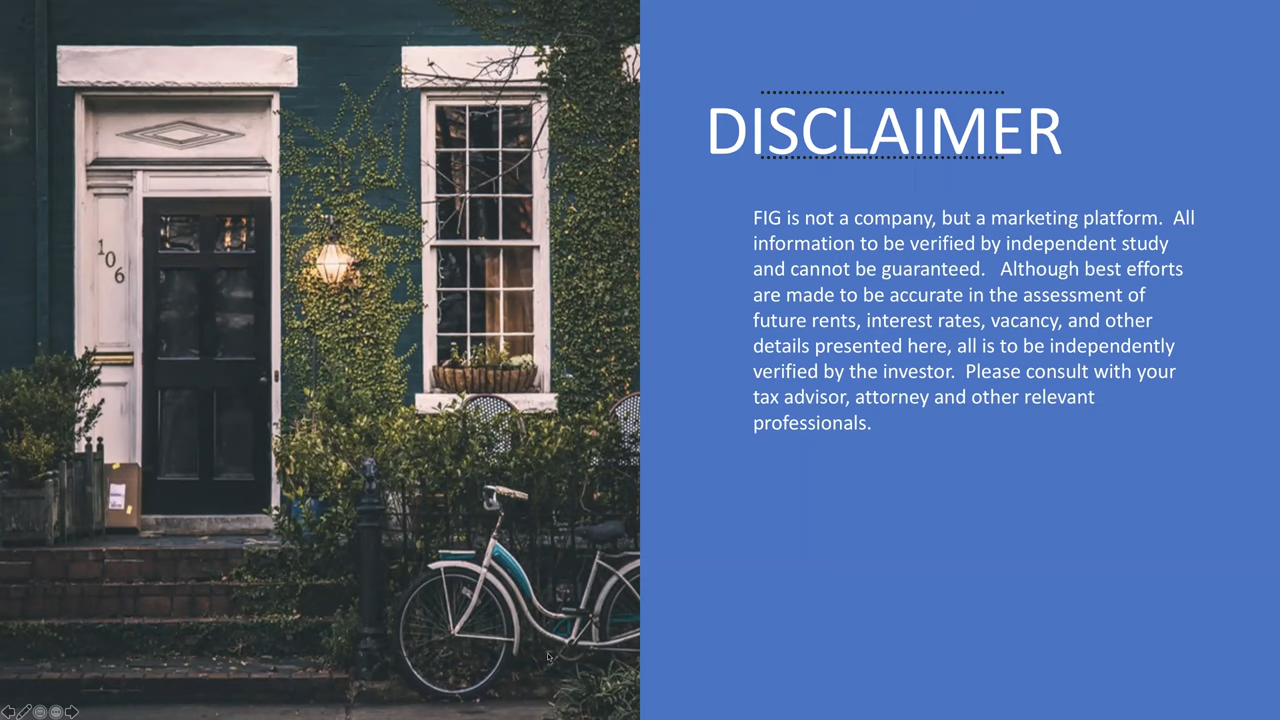 106
DISCLAIMER
FIG is not a company, but a marketing platform.  All
information to be verified by independent study
and cannot be guaranteed.   Although best efforts
are made to be accurate in the assessment of
future rents, interest rates, vacancy, and other
details presented here, all is to be independently
verified by the investor.  Please consult with your
tax advisor, attorney and other relevant
professionals.